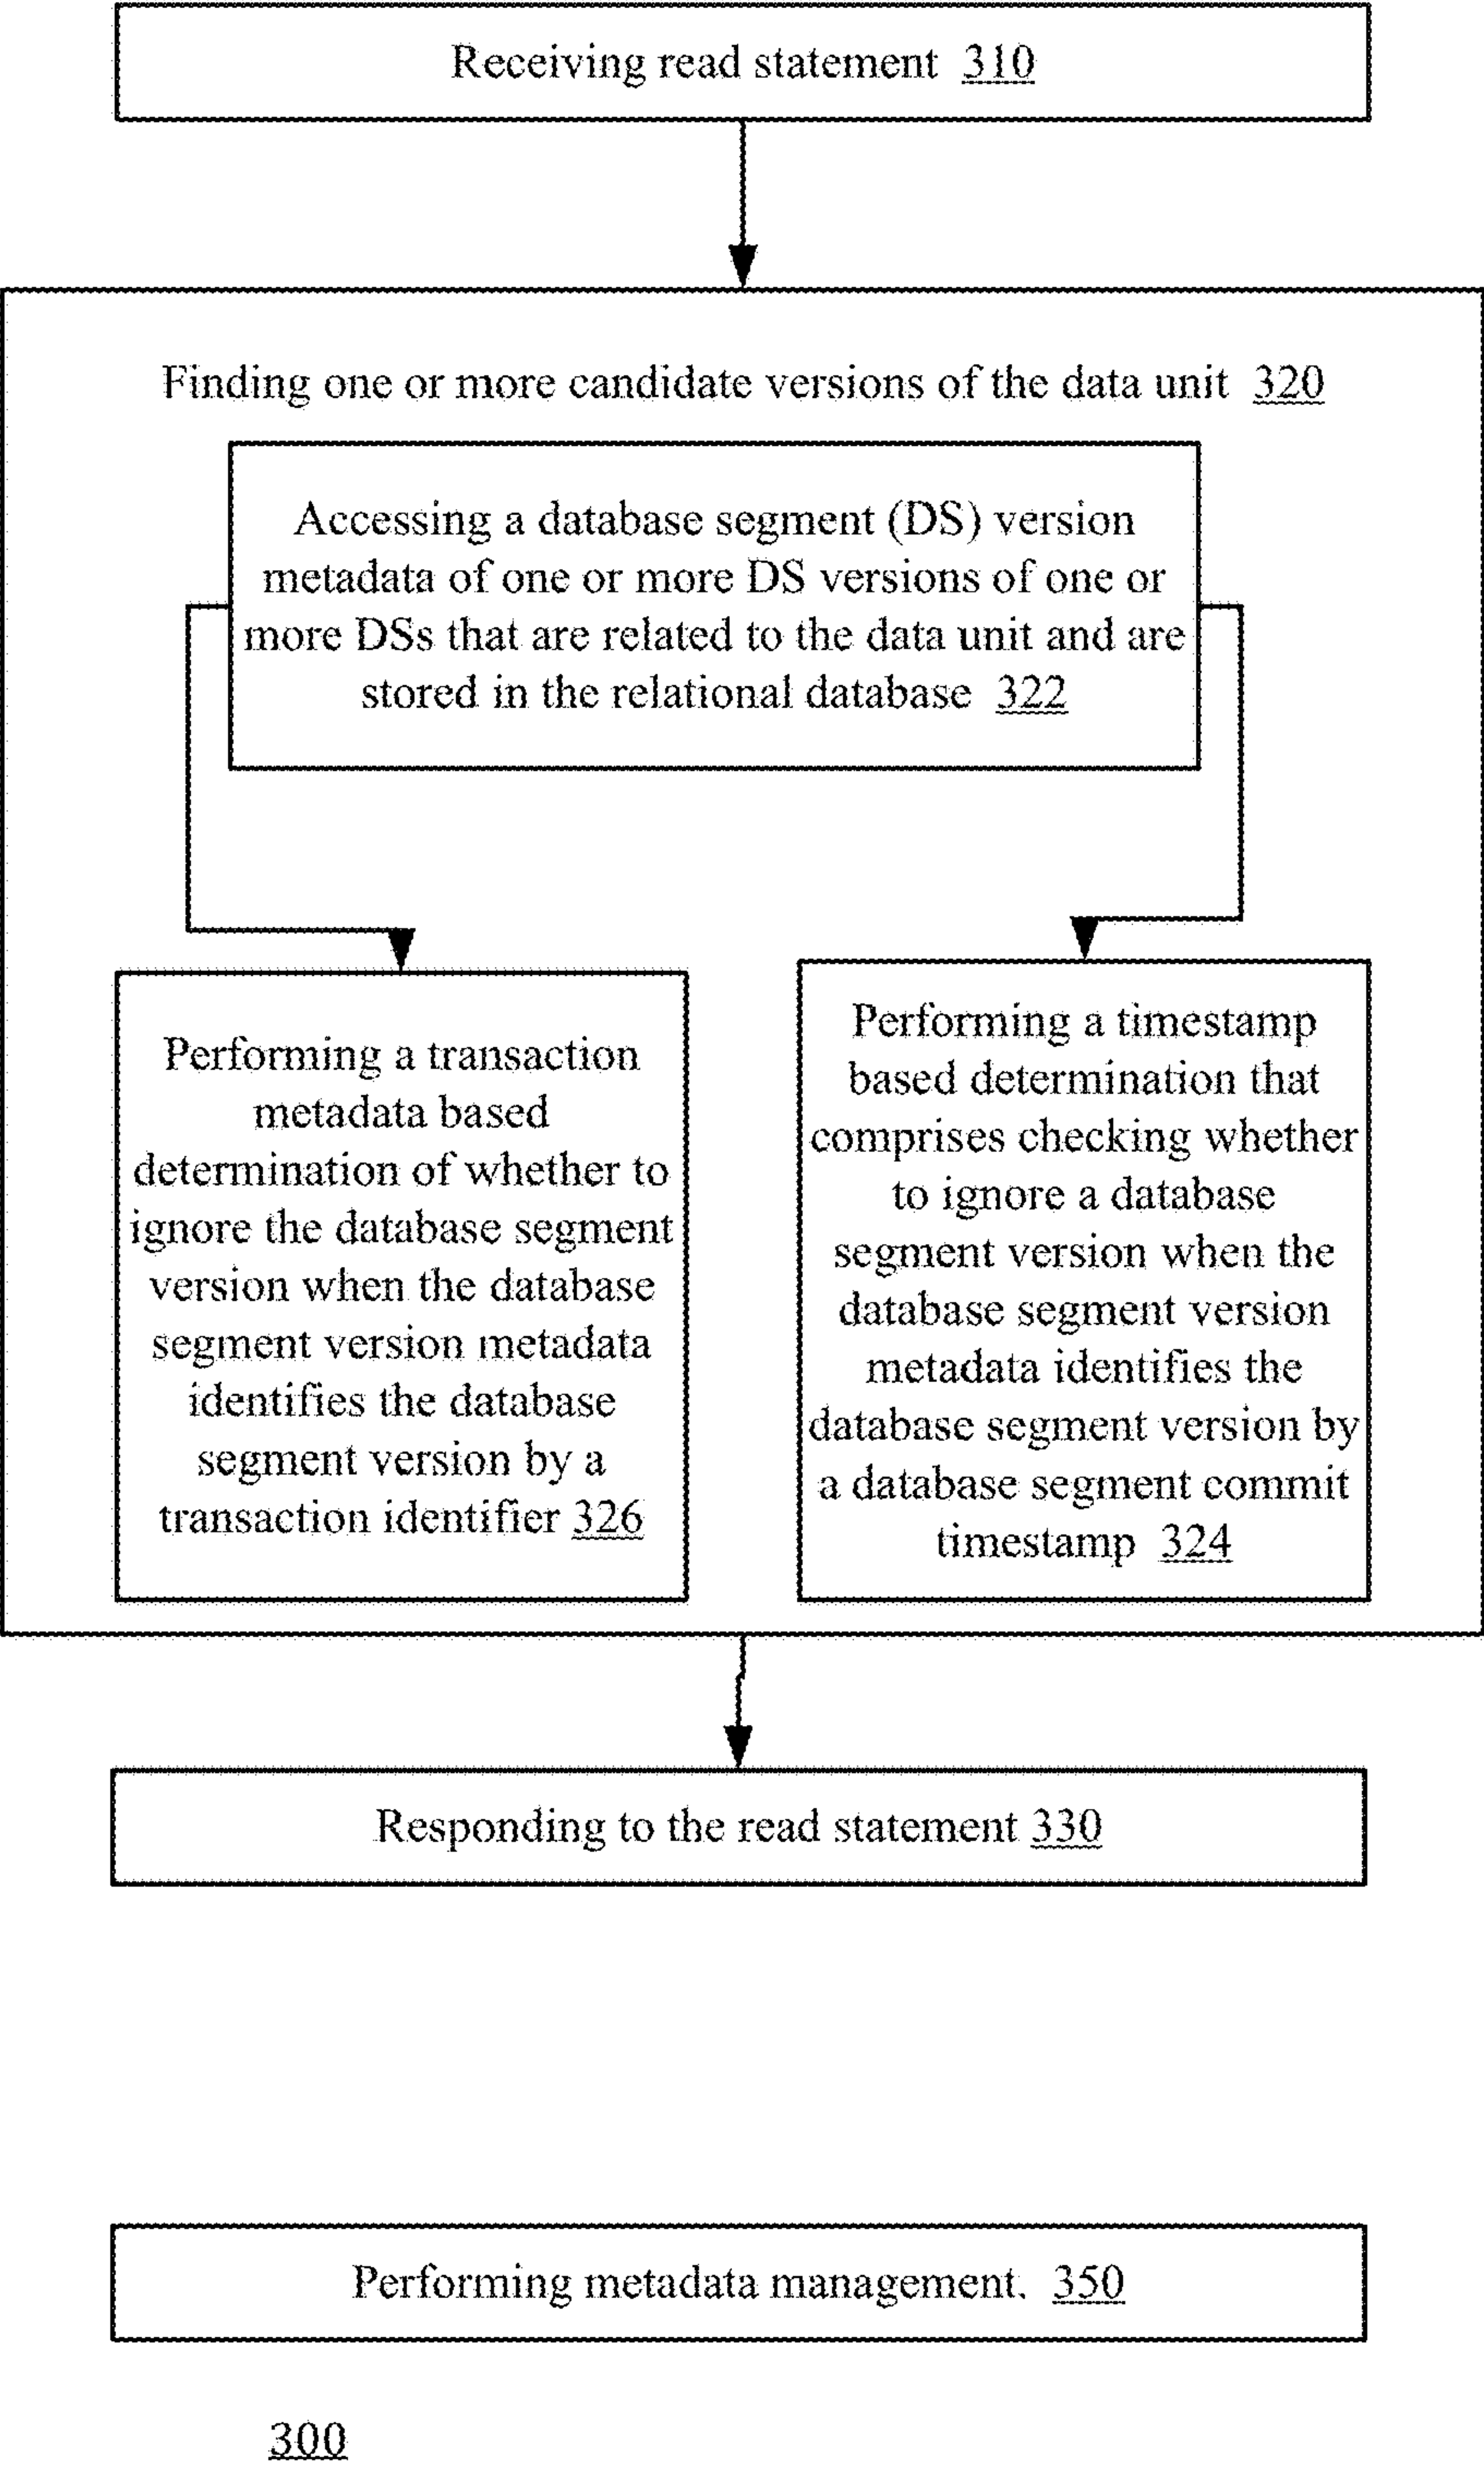 Receiving read statement 310
Finding one or more candidate versions of the data unit 320
Accessing a database segment (DS) version
metadata of one or more DS versions of one or
more DSs that are related to the data unit and are
stored in the relational database 322
Performing a transaction
metadata based
determination of whether to
ignore the database segment
version when the database
segment version metadata
identifies the database
segment version by a
transaction identifier 326
Performing a timestamp
based determination that
comprises checking whether
to ignore a database
segment version when the
database segment version
metadata identifies the
database segment version by
a database segment commit
timestamp 324
Responding to the read statement 330
Performing metadata management. 350
300